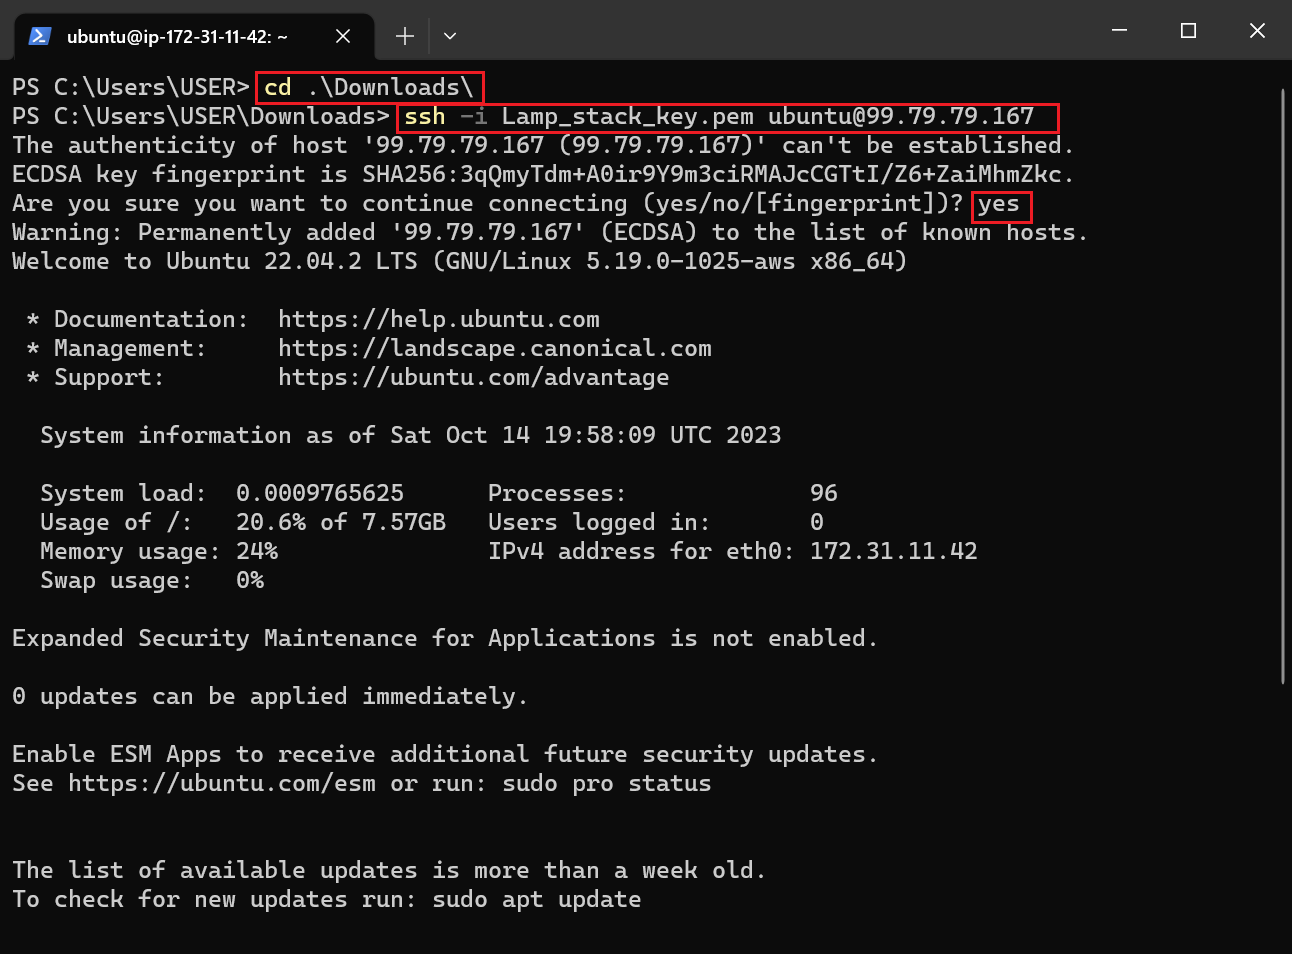 ubuntu@ip-172-31-11-42: ~
PS C:\Users\USER> cd .\Downloads\
PS C:\Users\USER\Downloads> ssh -i Lamp_stack_key.pem ubuntu@99.79.79.167
The authenticity of host '99.79.79.167 (99.79.79.167)' can't be established.
ECDSA key fingerprint is SHA256:3qQmyTdm+A0ir9Y9m3ciRMAJcCGTtI/Z6+ZaiMhmZkc.
Are you sure you want to continue connecting (yes/no/[fingerprint])? yes
Warning: Permanently added '99.79.79.167' (ECDSA) to the list of known hosts.
Welcome to Ubuntu 22.04.2 LTS (GNU/Linux 5.19.0-1025-aws x86_64)
* Documentation:  https://help.ubuntu.com
* Management:     https://landscape.canonical.com
* Support:        https://ubuntu.com/advantage
System information as of Sat Oct 14 19:58:09 UTC 2023
System load:  0.0009765625      Processes:             96
Usage of /:   20.6% of 7.57GB   Users logged in:       0
Memory usage: 24%               IPv4 address for eth0: 172.31.11.42
Swap usage:   0%
Expanded Security Maintenance for Applications is not enabled.
0 updates can be applied immediately.
Enable ESM Apps to receive additional future security updates.
See https://ubuntu.com/esm or run: sudo pro status
The list of available updates is more than a week old.
To check for new updates run: sudo apt update